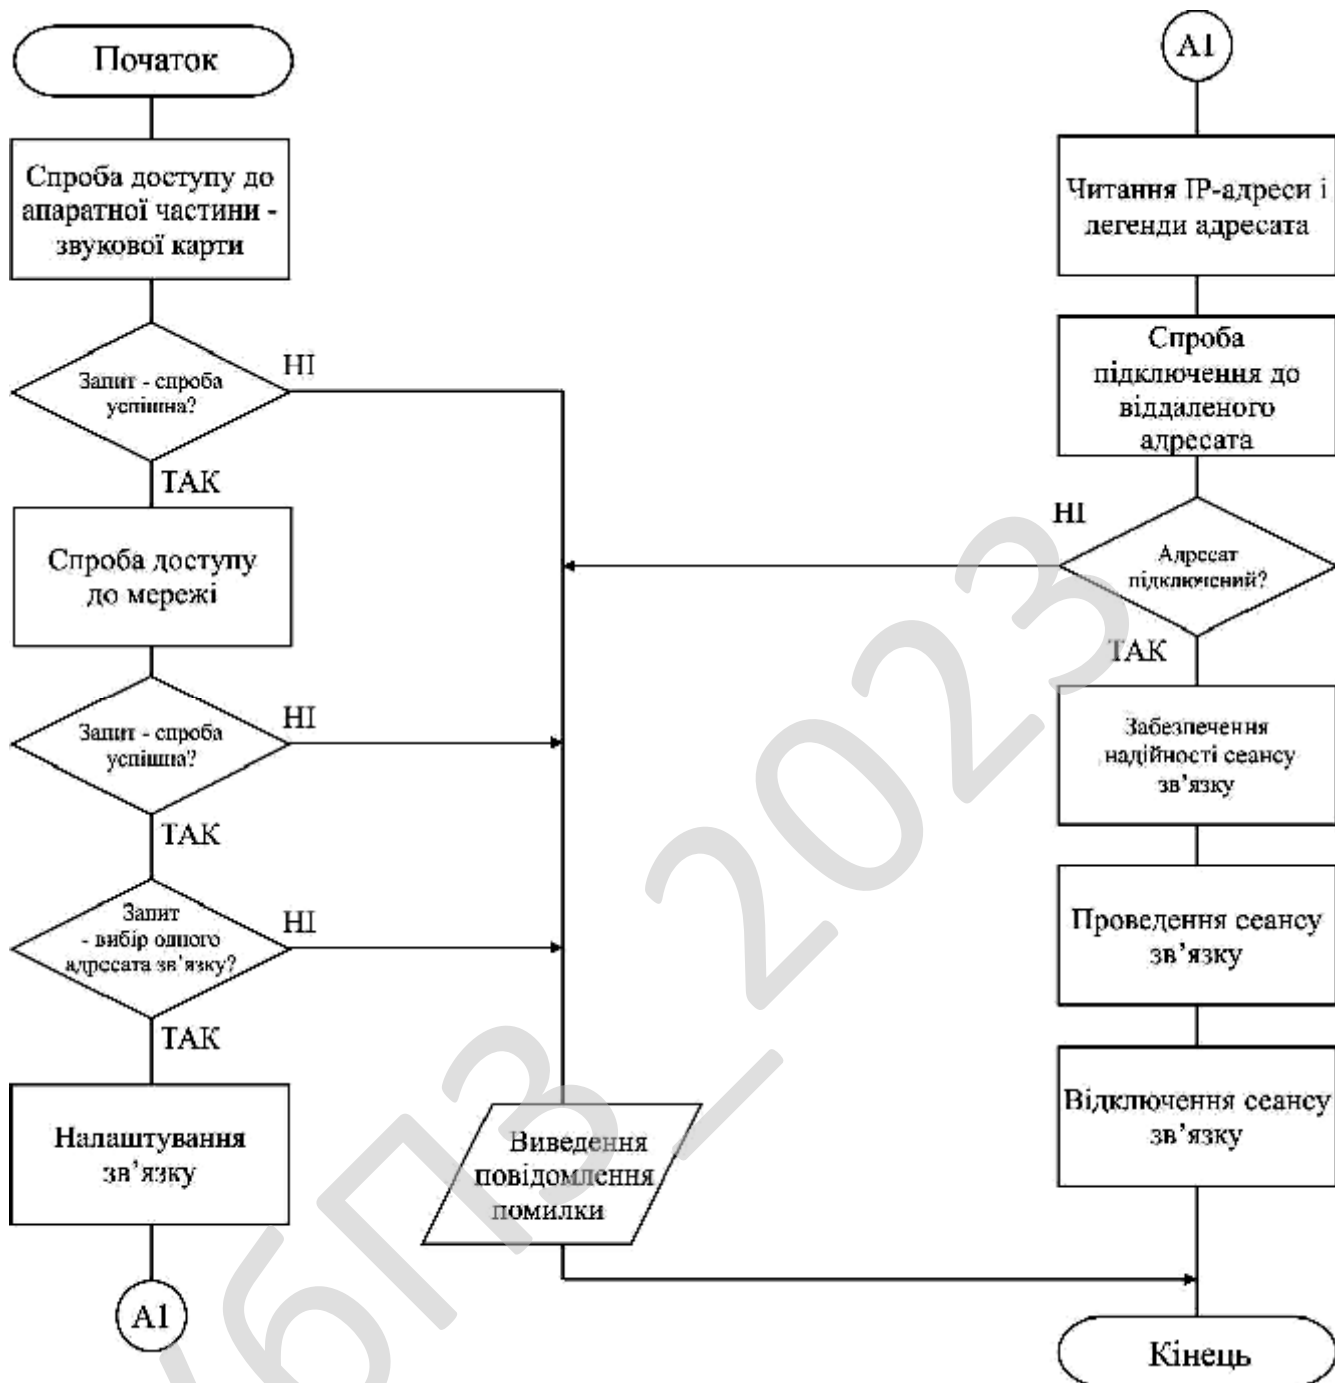 Початок
Спроба доступу до
апаратної частини -
звукової карти
Запит - спроба
успішна?
НІ
ТАК
Спроба доступу
до мережі
Запит - спроба
успішна?
НІ
ТАК
Запит
- вибір одного
адресата зв’язку?
НІ
ТАК
Налаштування
зв’язку
А1
Виведення
повідомлення
помилки
А1
Читання ІР-адреси і
легенди адресата
Спроба
підключення до
віддаленого
адресата
НІ
Адресат
підключений?
ТАК
Забезпечення
надійності сеансу
зв’язку
Проведення сеансу
зв’язку
Відключення сеансу
зв’язку
Кінець
бПЗ_2023